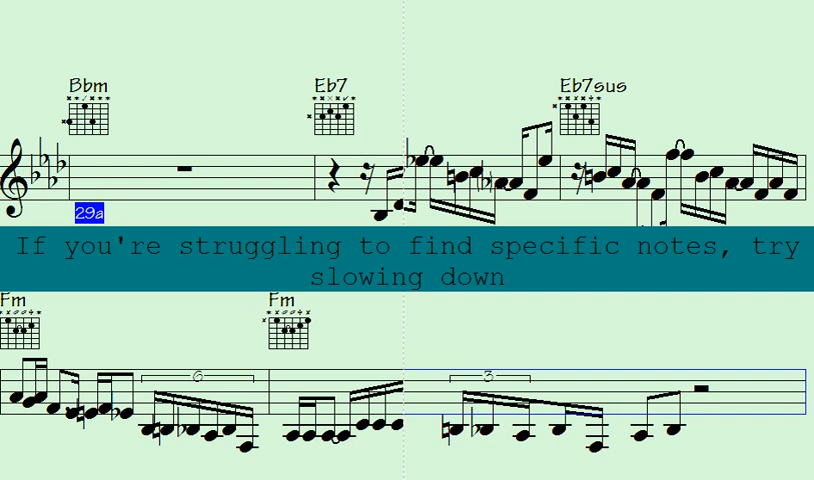 Bbm Eb7 Eb7sus
29a
If you're struggling to find specific notes, try
slowing down
Fm Fm
6 3